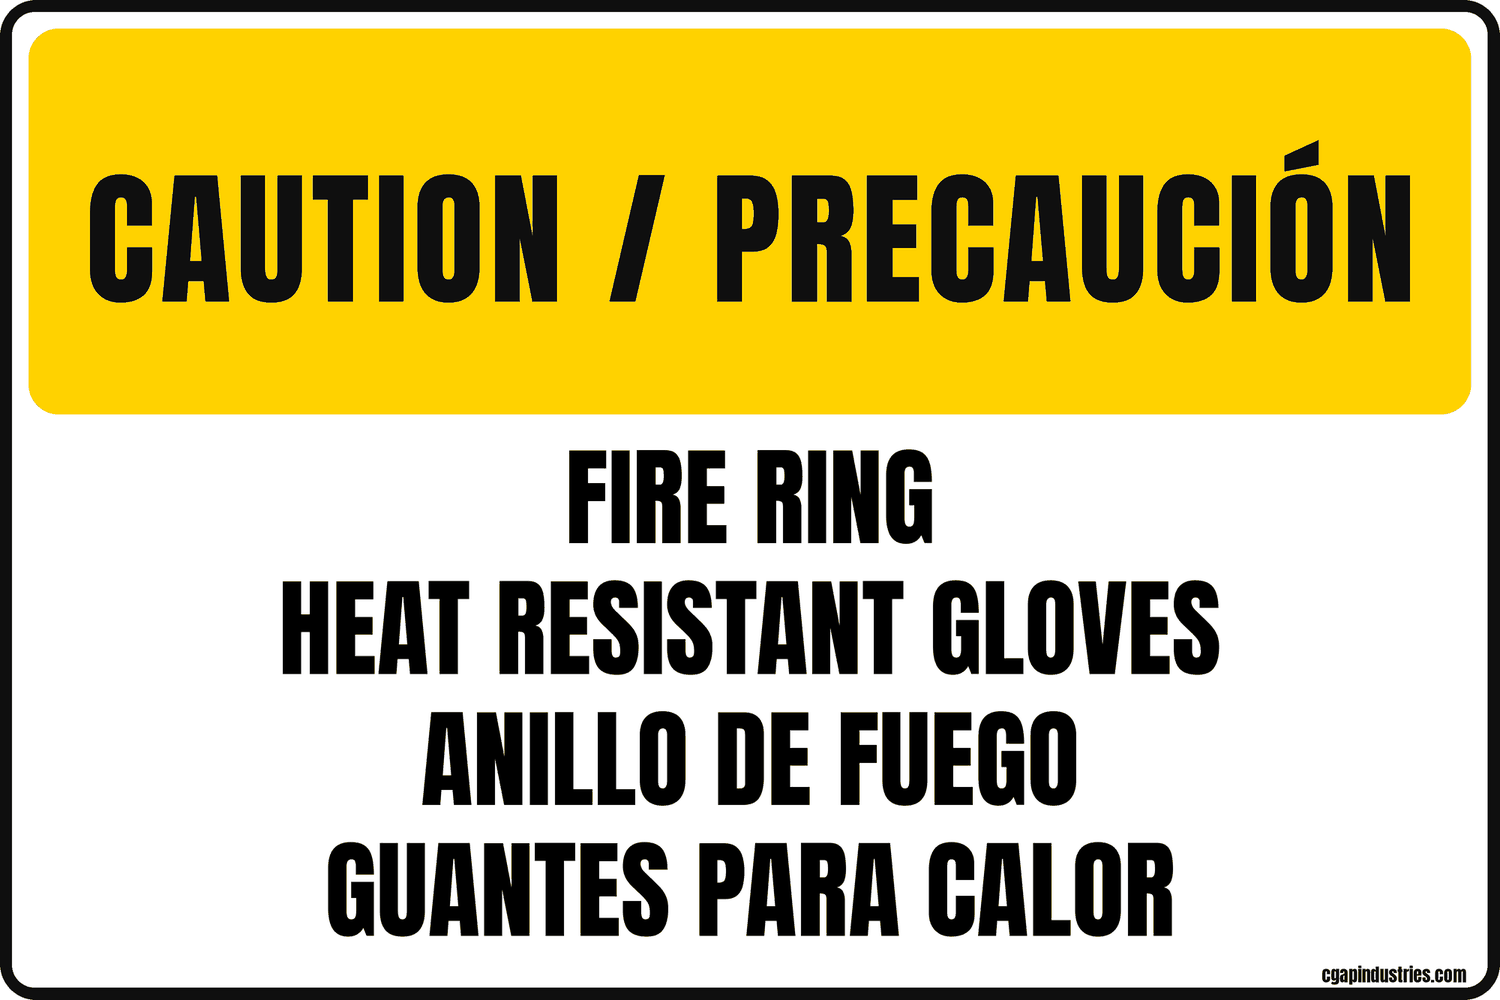 CAUTION / PRECAUCIÓN
FIRE RING
HEAT RESISTANT GLOVES
ANILLO DE FUEGO
GUANTES PARA CALOR
cgapindustries.com